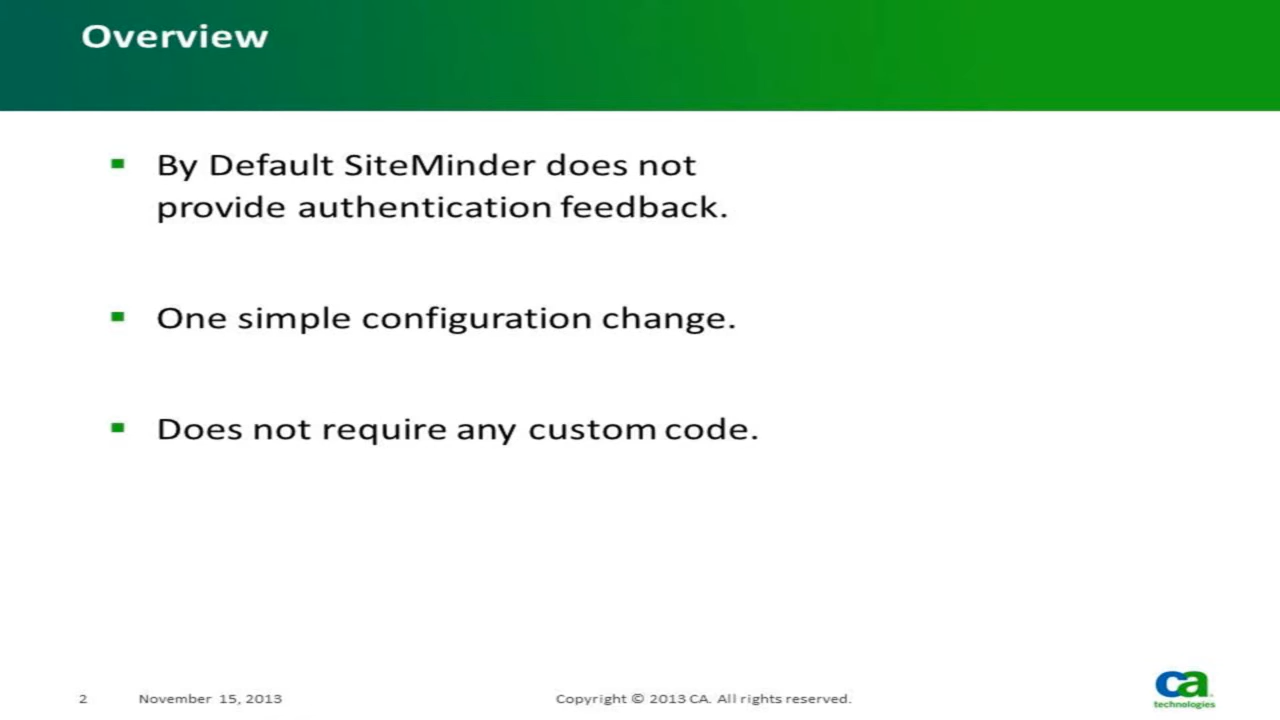 Overview
By Default SiteMinder does not
provide authentication feedback.
One simple configuration change.
Does not require any custom code.
2 November 15, 2013 Copyright © 2013 CA. All rights reserved.
ca
technologies